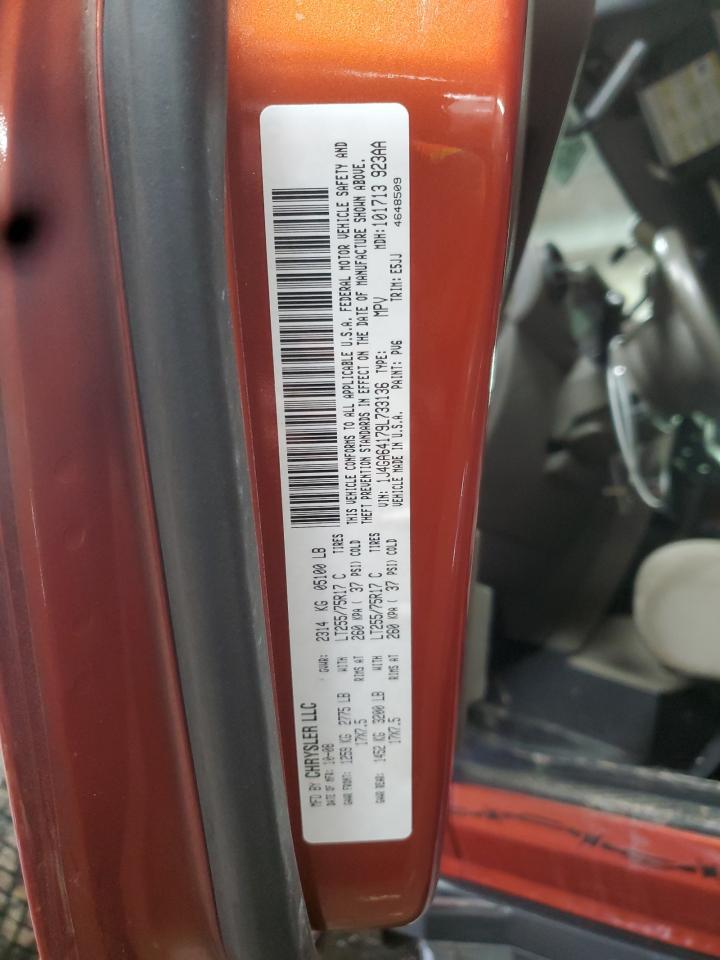 MFD BY CHRYSLER LLC
DATE OF MFR: 10-08 GVWR: 2314 KG 05100 LB
GAWR FRONT: 1259 KG 2775 LB WITH LT255/75R17 C TIRES
17X7.5 RIMS AT 260 KPA ( 37 PSI) COLD
GAWR REAR: 1452 KG 3200 LB WITH LT255/75R17 C TIRES
17X7.5 RIMS AT 260 KPA ( 37 PSI) COLD
THIS VEHICLE CONFORMS TO ALL APPLICABLE U.S.A. FEDERAL MOTOR VEHICLE SAFETY AND
THEFT PREVENTION STANDARDS IN EFFECT ON THE DATE OF MANUFACTURE SHOWN ABOVE.
VIN: 1J4GA64179L733136 TYPE: MPV MDH: 101713 923AA
VEHICLE MADE IN U.S.A. PAINT: PV6 TRIM: E5JJ 4648509